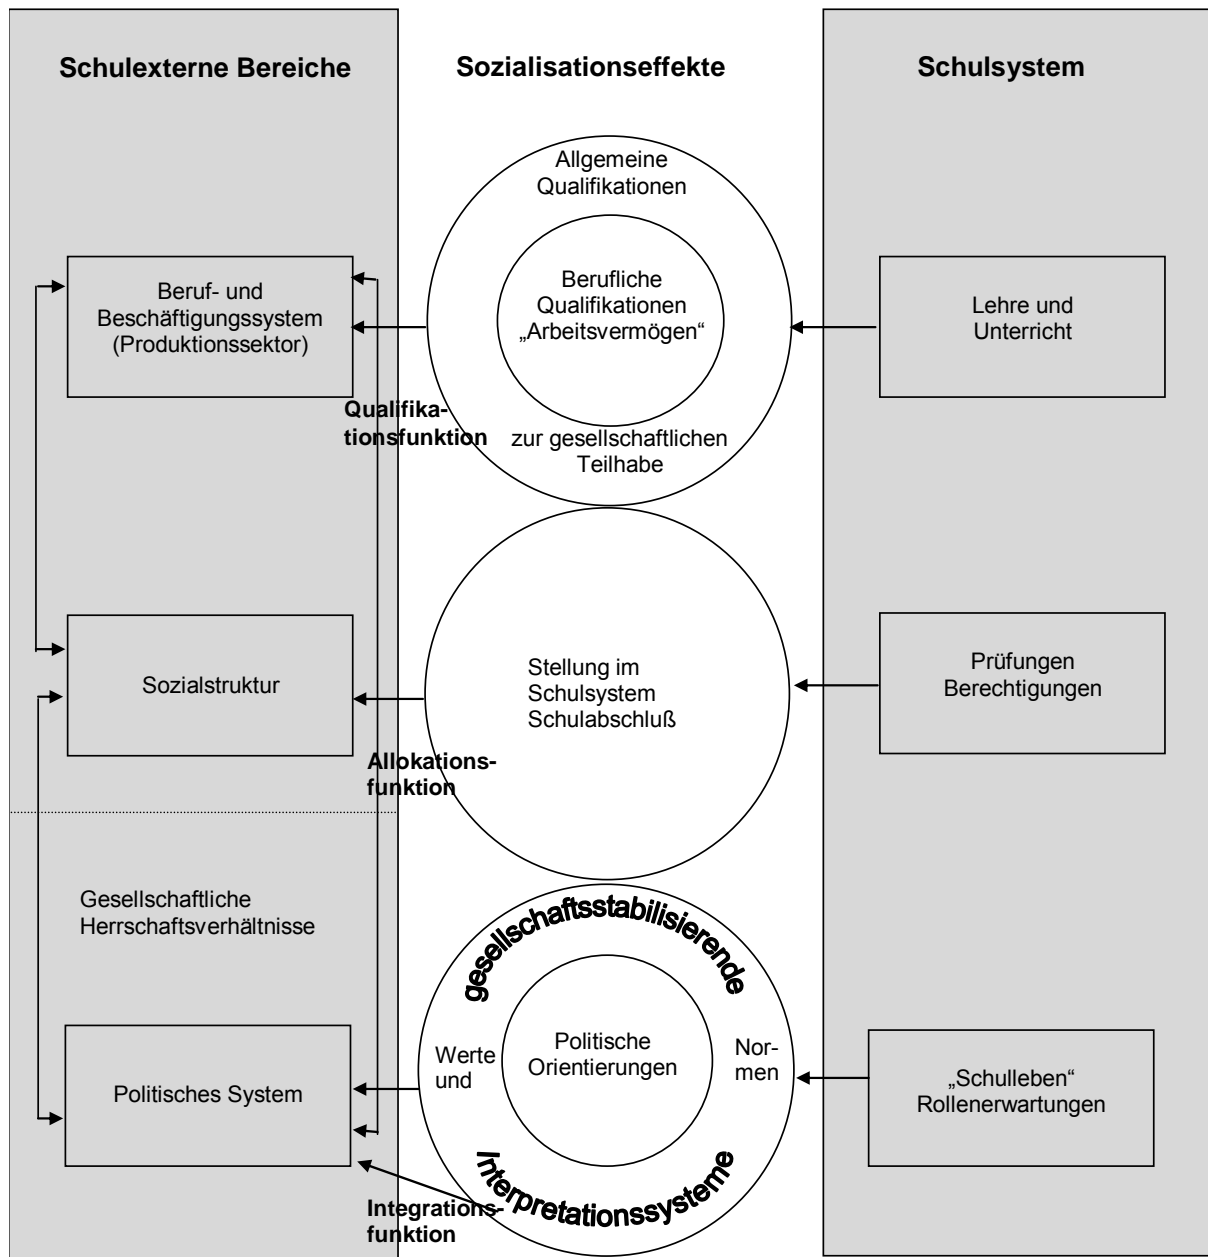 Schulexterne Bereiche
Sozialisationseffekte
Schulsystem
Allgemeine
Qualifikationen
Beruf- und
Beschäftigungssystem
(Produktionssektor)
Berufliche
Qualifikationen
„Arbeitsvermögen“
Lehre und
Unterricht
Qualifika-
tionsfunktion
zur gesellschaftlichen
Teilhabe
Sozialstruktur
Stellung im
Schulsystem
Schulabschluß
Prüfungen
Berechtigungen
Allokations-
funktion
Gesellschaftliche
Herrschaftsverhältnisse
gesellschaftsstabilisierende
Politisches System
Werte
und
Politische
Orientierungen
Nor-
men
„Schulleben“
Rollenerwartungen
Interpretationssysteme
Integrations-
funktion